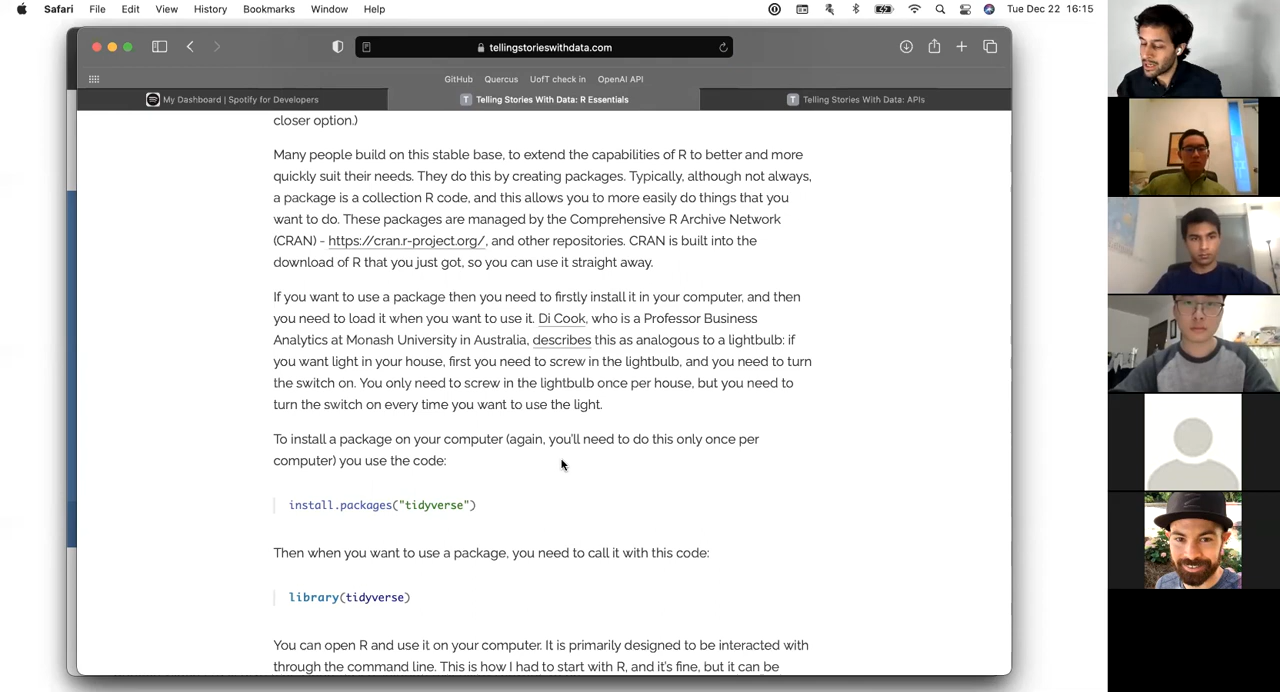 Safari File Edit View History Bookmarks Window Help Tue Dec 22 16:15
tellingstorieswithdata.com
GitHub Quercus UofT check in OpenAI API
My Dashboard | Spotify for Developers T Telling Stories With Data: R Essentials T Telling Stories With Data: APIs
closer option.)
Many people build on this stable base, to extend the capabilities of R to better and more
quickly suit their needs. They do this by creating packages. Typically, although not always,
a package is a collection R code, and this allows you to more easily do things that you
want to do. These packages are managed by the Comprehensive R Archive Network
(CRAN) - https://cran.r-project.org/, and other repositories. CRAN is built into the
download of R that you just got, so you can use it straight away.
If you want to use a package then you need to firstly install it in your computer, and then
you need to load it when you want to use it. Di Cook, who is a Professor Business
Analytics at Monash University in Australia, describes this as analogous to a lightbulb: if
you want light in your house, first you need to screw in the lightbulb, and you need to turn
the switch on. You only need to screw in the lightbulb once per house, but you need to
turn the switch on every time you want to use the light.
To install a package on your computer (again, you'll need to do this only once per
computer) you use the code:
install.packages("tidyverse")
Then when you want to use a package, you need to call it with this code:
library(tidyverse)
You can open R and use it on your computer. It is primarily designed to be interacted with
through the command line. This is how I had to start with R, and it's fine, but it can be